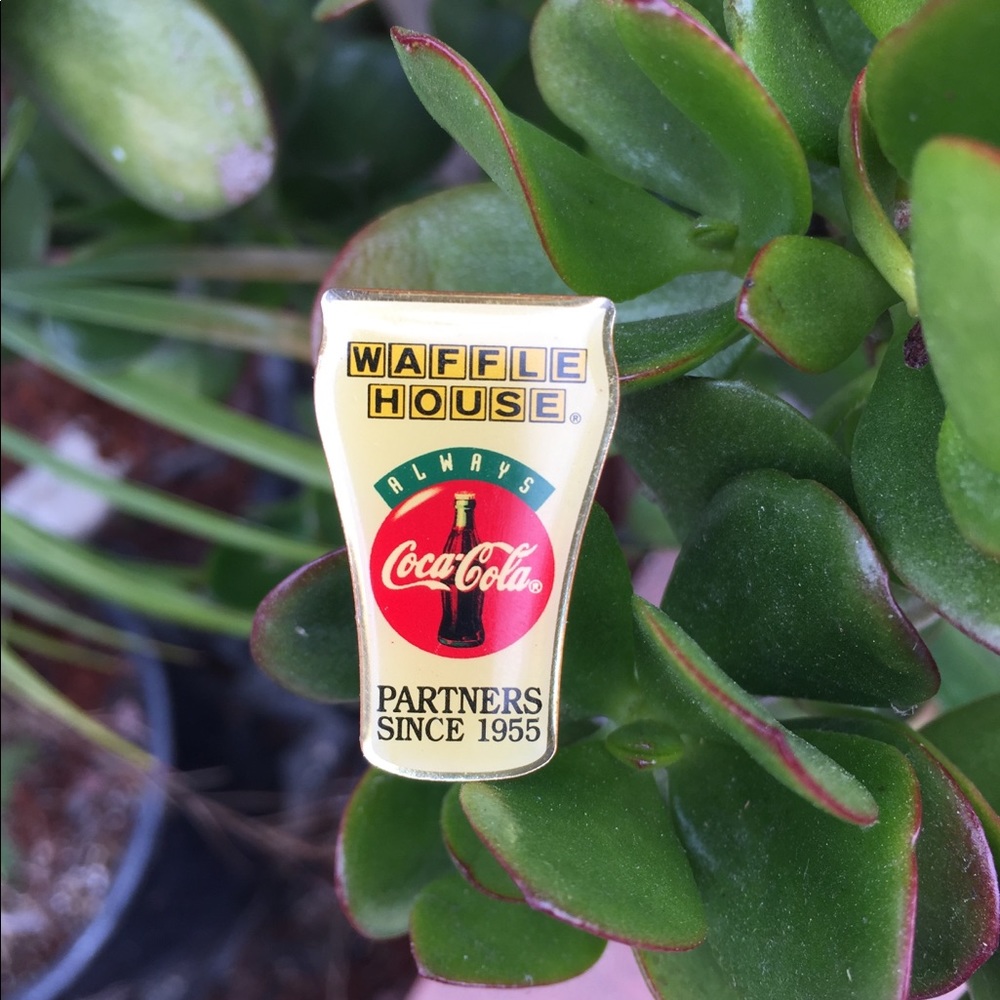 WAFFLE
HOUSE®
ALWAYS
Coca-Cola®
PARTNERS
SINCE 1955